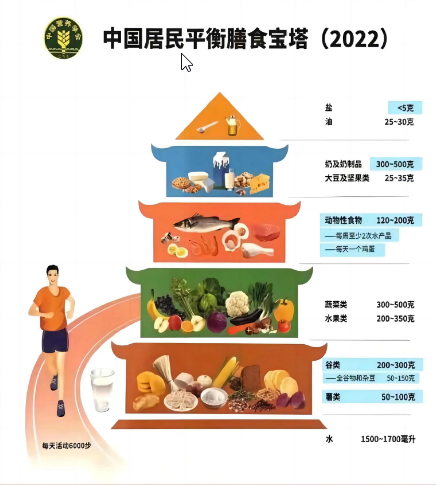 中国营养学会
中国居民平衡膳食宝塔（2022）
盐 <5克
油 25~30克
奶及奶制品 300~500克
大豆及坚果类 25~35克
动物性食物 120~200克
——每周至少2次水产品
——每天一个鸡蛋
蔬菜类 300~500克
水果类 200~350克
谷类 200~300克
——全谷物和杂豆 50~150克
薯类 50~100克
水 1500~1700毫升
每天活动6000步